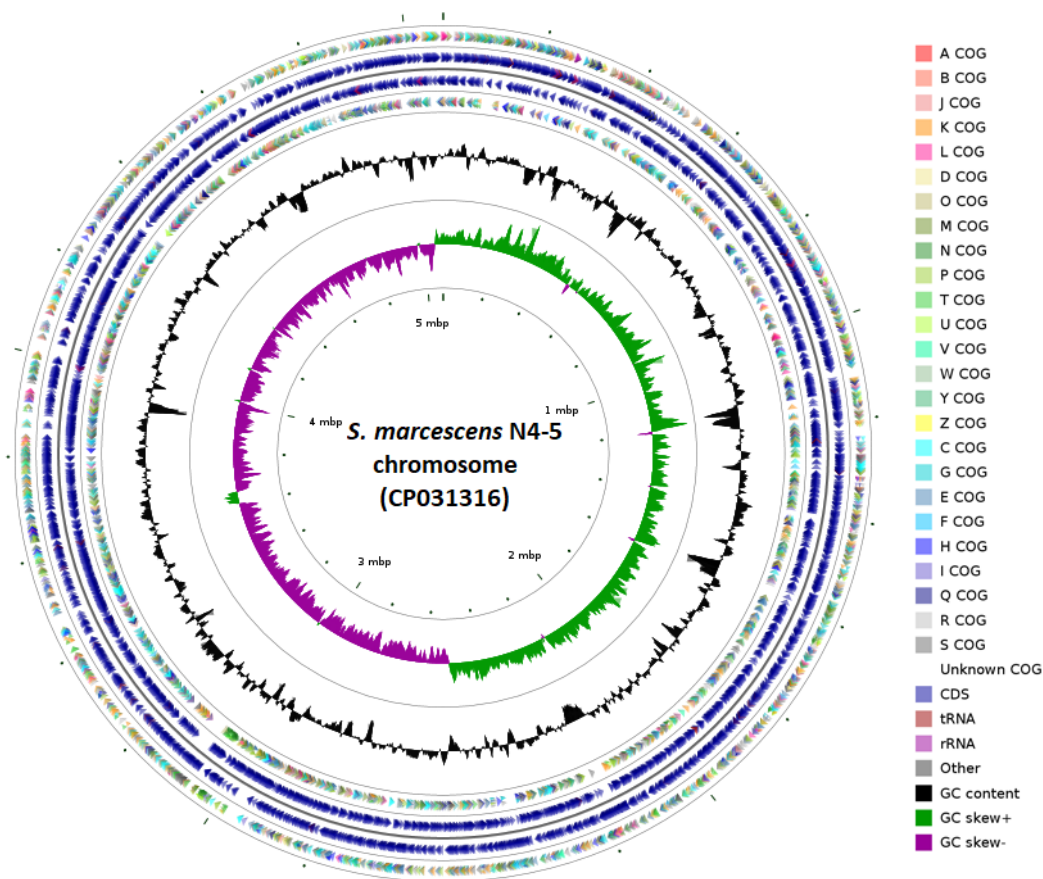 5 mbp
1 mbp
4 mbp
S. marcescens N4-5
chromosome
(CP031316)
2 mbp
3 mbp
A COG
B COG
J COG
K COG
L COG
D COG
O COG
M COG
N COG
P COG
T COG
U COG
V COG
W COG
Y COG
Z COG
C COG
G COG
E COG
F COG
H COG
I COG
Q COG
R COG
S COG
Unknown COG
CDS
tRNA
rRNA
Other
GC content
GC skew+
GC skew-